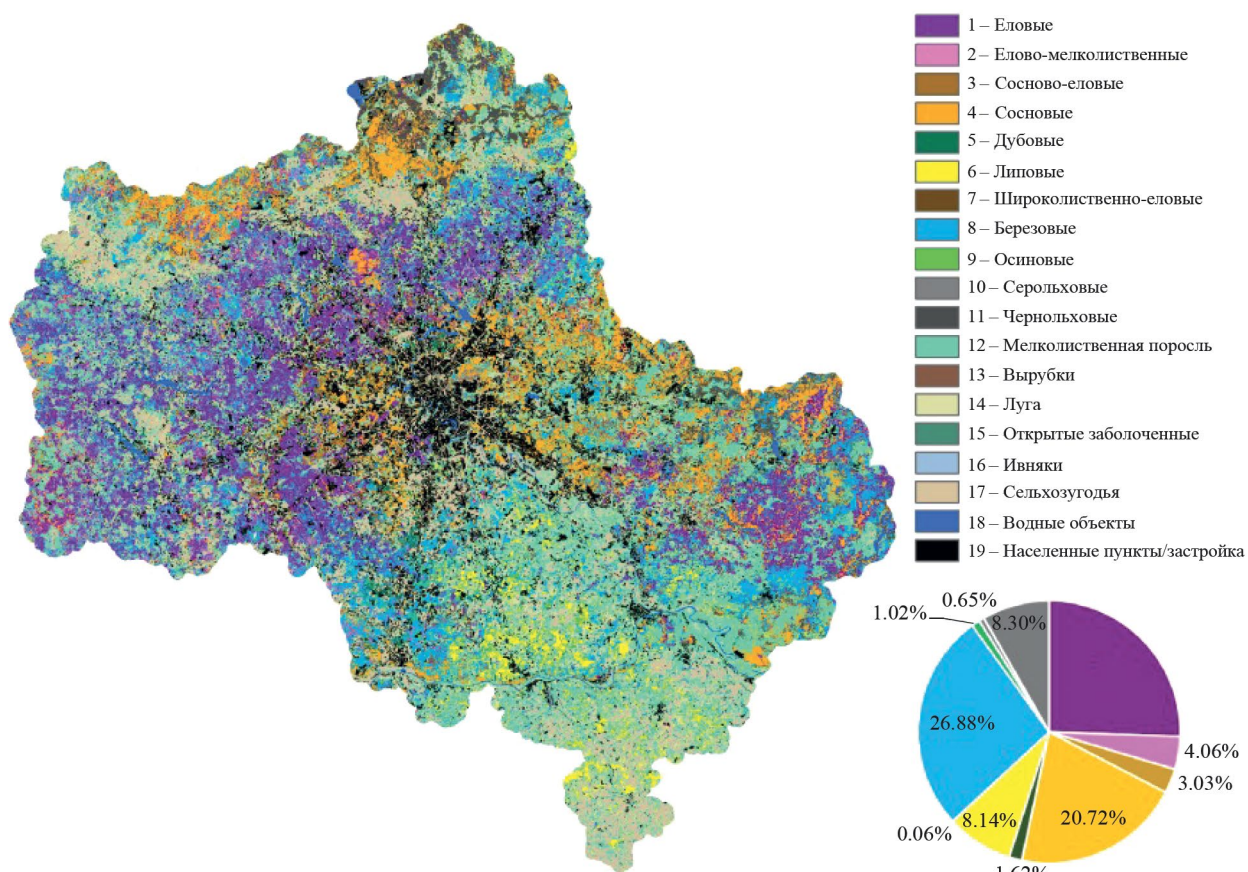 1 – Еловые
2 – Елово-мелколиственные
3 – Сосново-еловые
4 – Сосновые
5 – Дубовые
6 – Липовые
7 – Широколиственно-еловые
8 – Березовые
9 – Осиновые
10 – Серольховые
11 – Чернольховые
12 – Мелколиственная поросль
13 – Вырубки
14 – Луга
15 – Открытые заболоченные
16 – Ивняки
17 – Сельхозугодья
18 – Водные объекты
19 – Населенные пункты/застройка
0.65%
1.02%
8.30%
26.88%
4.06%
3.03%
20.72%
8.14%
0.06%
1.62%